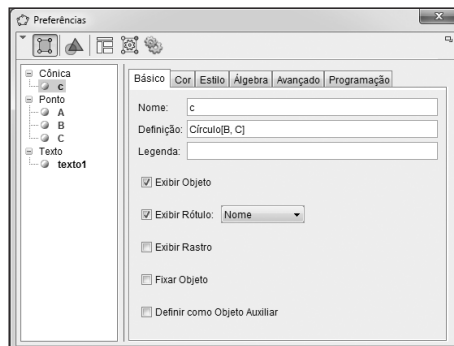 Preferências
Cônica
c
Ponto
A
B
C
Texto
texto1
Básico Cor Estilo Álgebra Avançado Programação
Nome: c
Definição: Círculo[B, C]
Legenda:
Exibir Objeto
Exibir Rótulo: Nome
Exibir Rastro
Fixar Objeto
Definir como Objeto Auxiliar